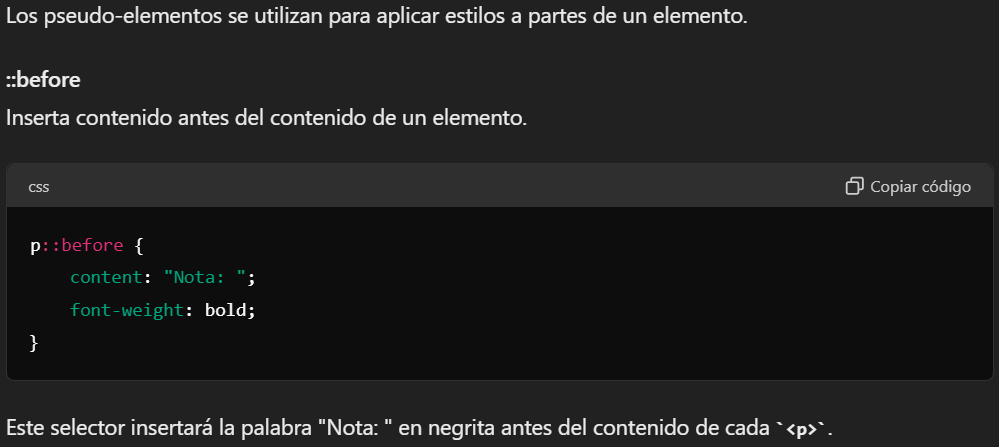 Los pseudo-elementos se utilizan para aplicar estilos a partes de un elemento.
::before
Inserta contenido antes del contenido de un elemento.
css
Copiar código
p::before {
    content: "Nota: ";
    font-weight: bold;
}
Este selector insertará la palabra "Nota: " en negrita antes del contenido de cada `<p>`.